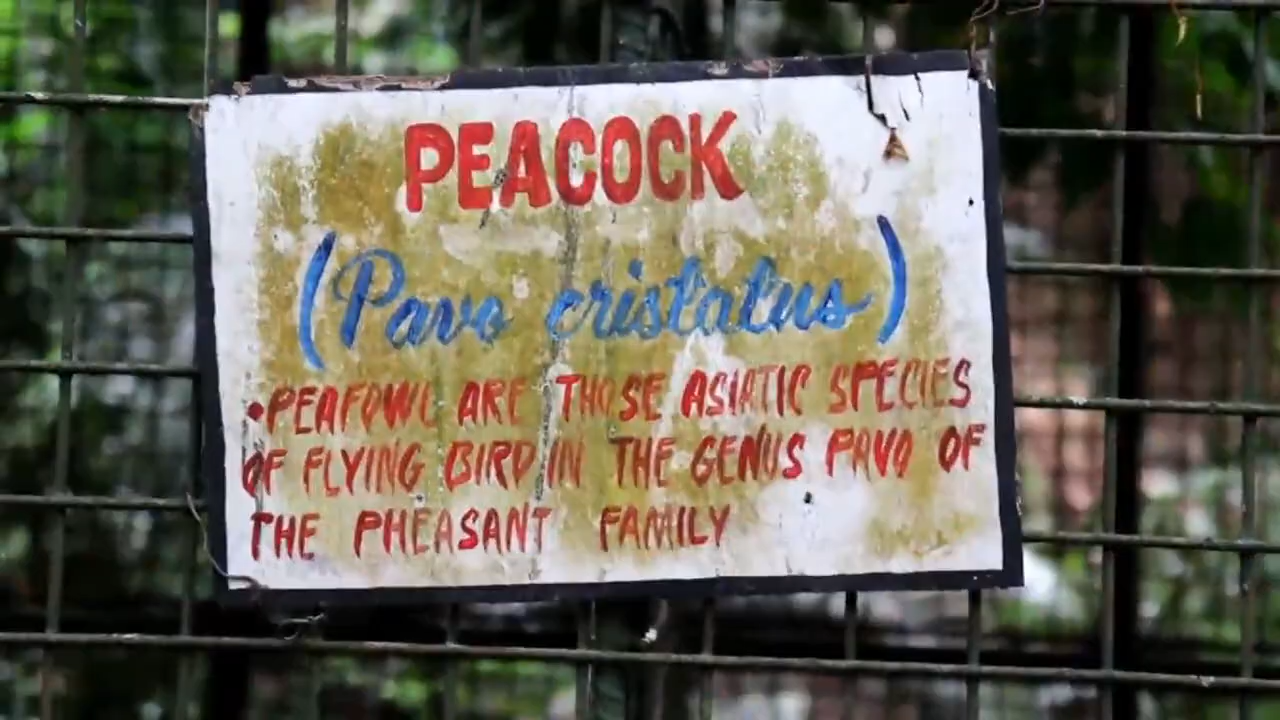 PEACOCK
(Pavo cristatus)
•PEAFOWL ARE THOSE ASIATIC SPECIES
OF FLYING BIRD IN THE GENUS PAVO OF
THE PHEASANT FAMILY